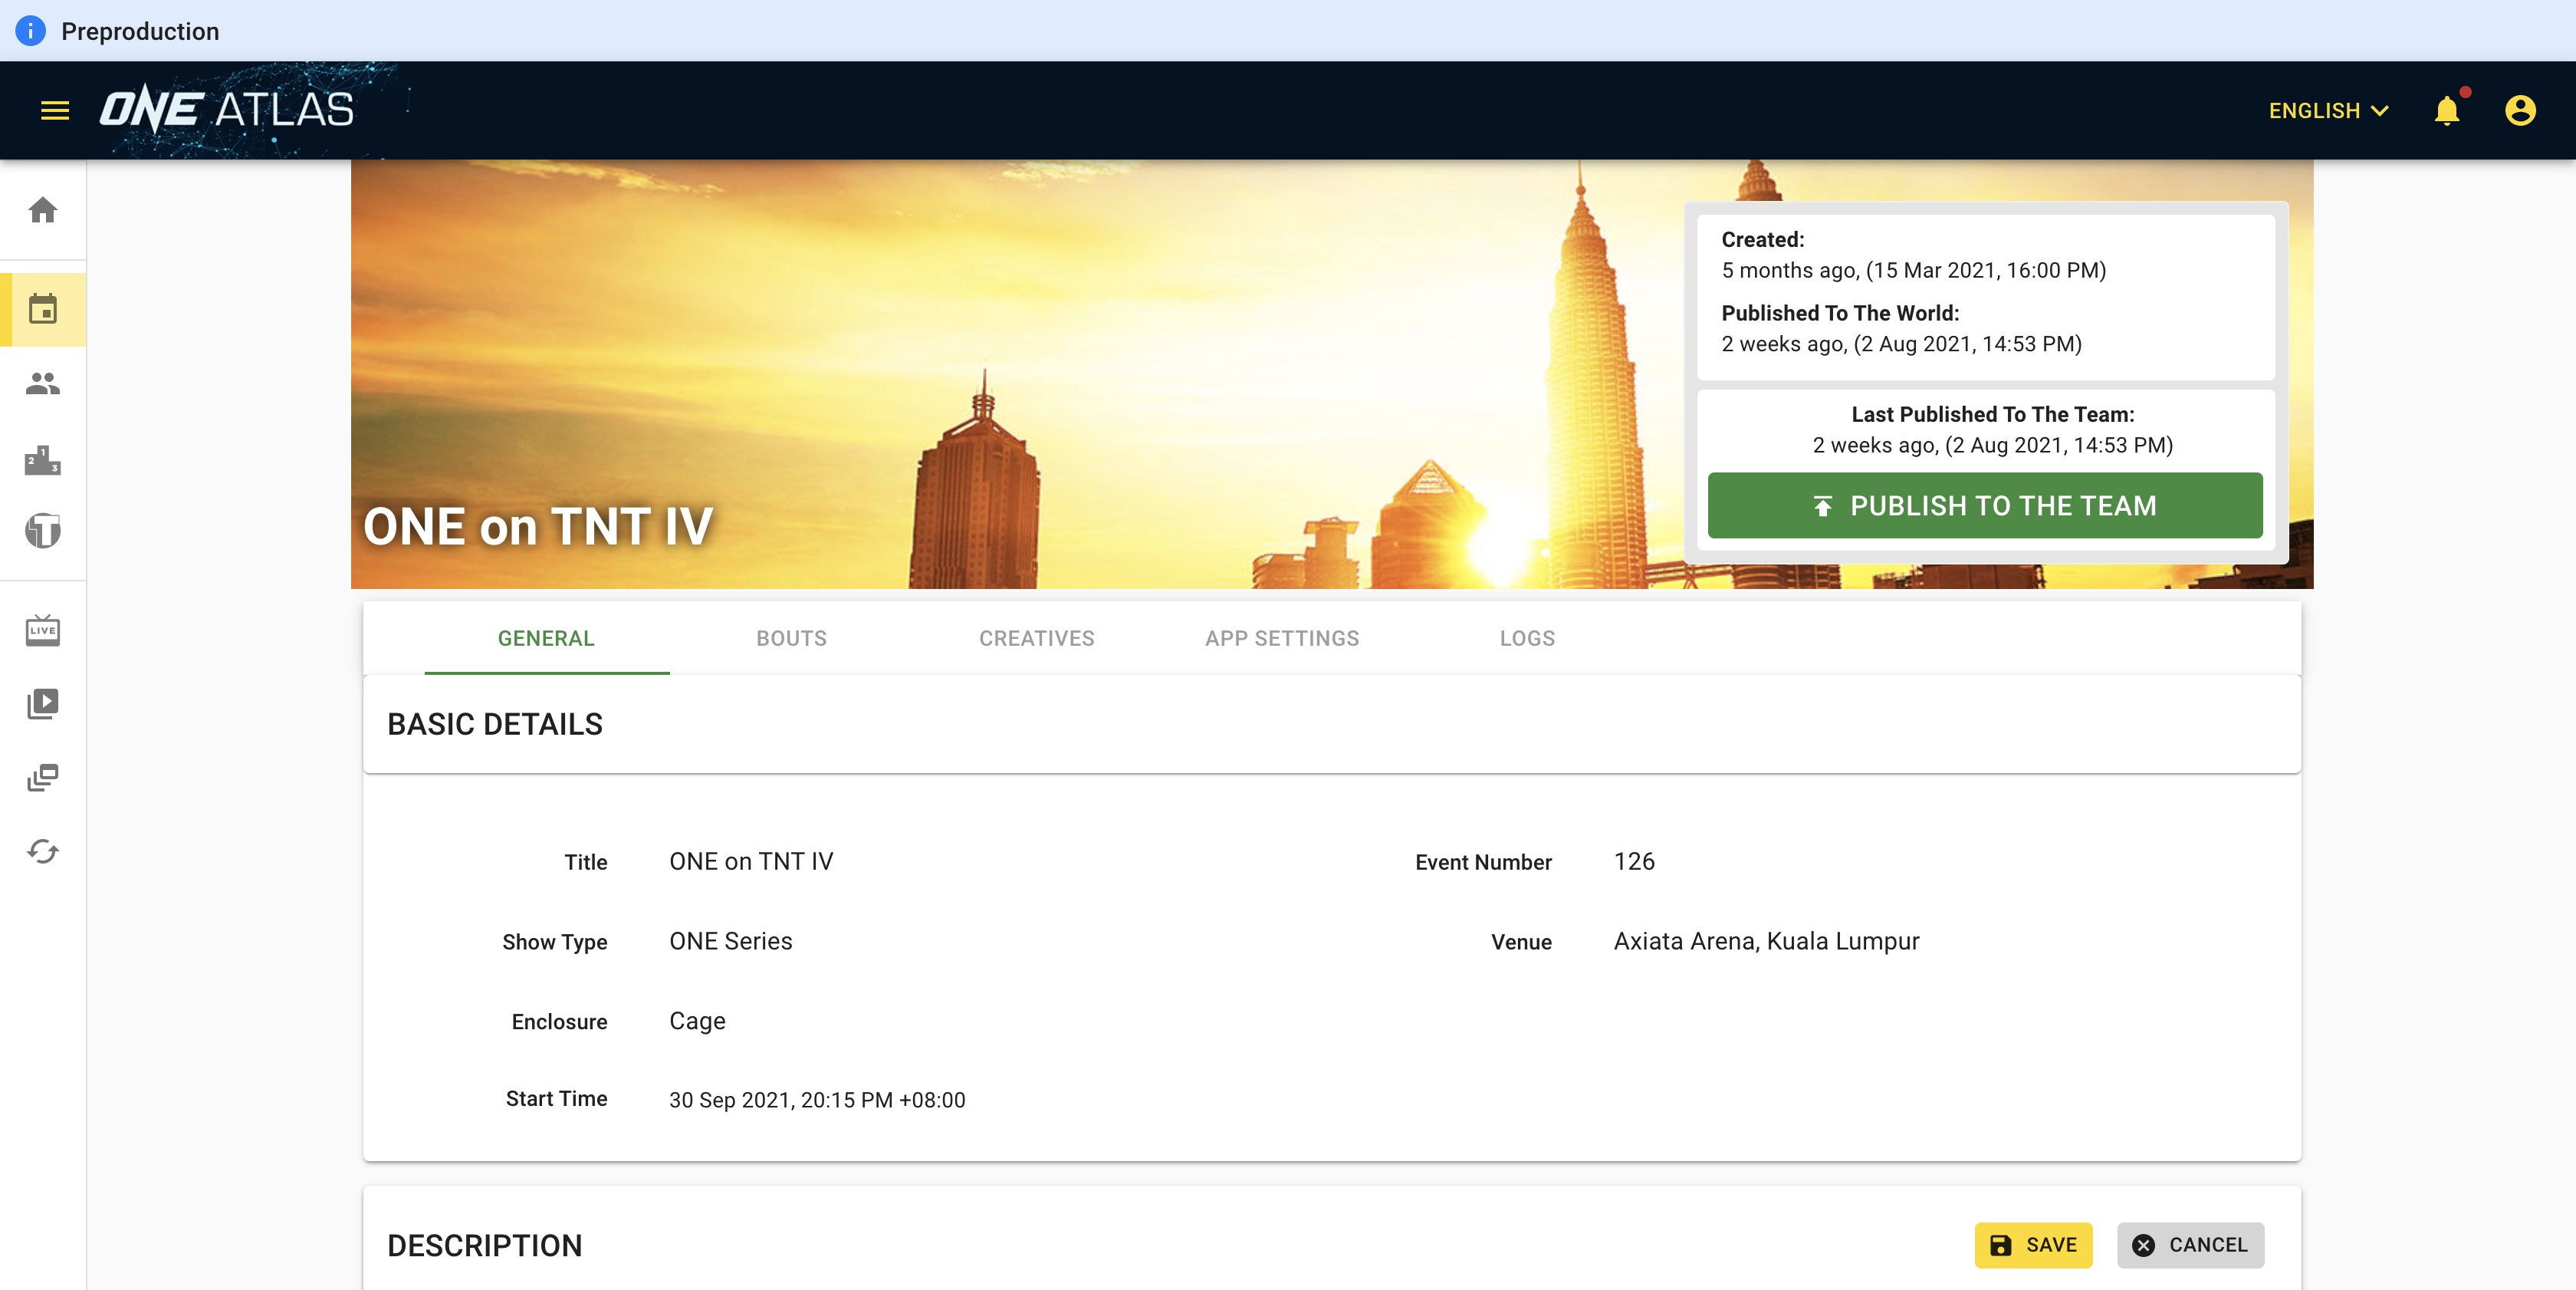 Preproduction
ONE ATLAS
ENGLISH
Created:
5 months ago, (15 Mar 2021, 16:00 PM)
Published To The World:
2 weeks ago, (2 Aug 2021, 14:53 PM)
Last Published To The Team:
2 weeks ago, (2 Aug 2021, 14:53 PM)
PUBLISH TO THE TEAM
ONE on TNT IV
2 1 3
T
LIVE
GENERAL BOUTS CREATIVES APP SETTINGS LOGS
BASIC DETAILS
Title ONE on TNT IV Event Number 126
Show Type ONE Series Venue Axiata Arena, Kuala Lumpur
Enclosure Cage
Start Time 30 Sep 2021, 20:15 PM +08:00
DESCRIPTION SAVE CANCEL